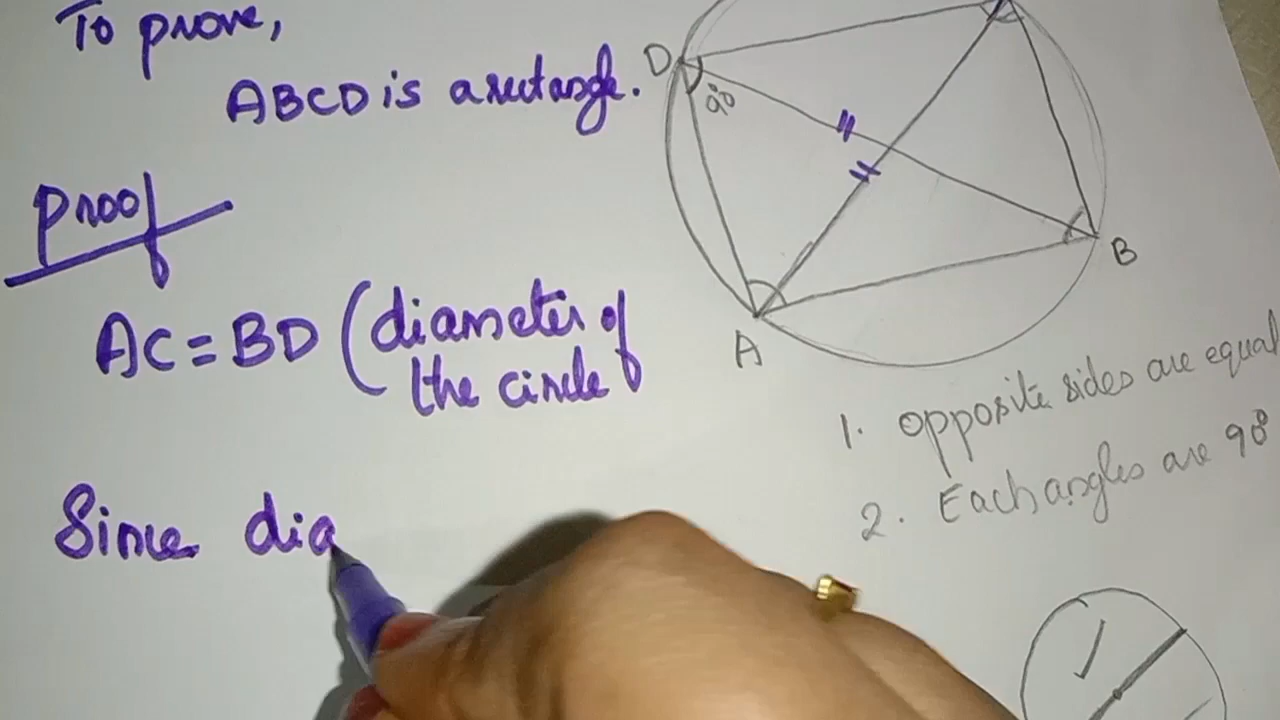 To prove,
ABCD is a rectangle.
Proof
AC = BD (diameter of
the circle
Since dia
D
90°
B
A
1. Opposite sides are equal
2. Each angles are 90°